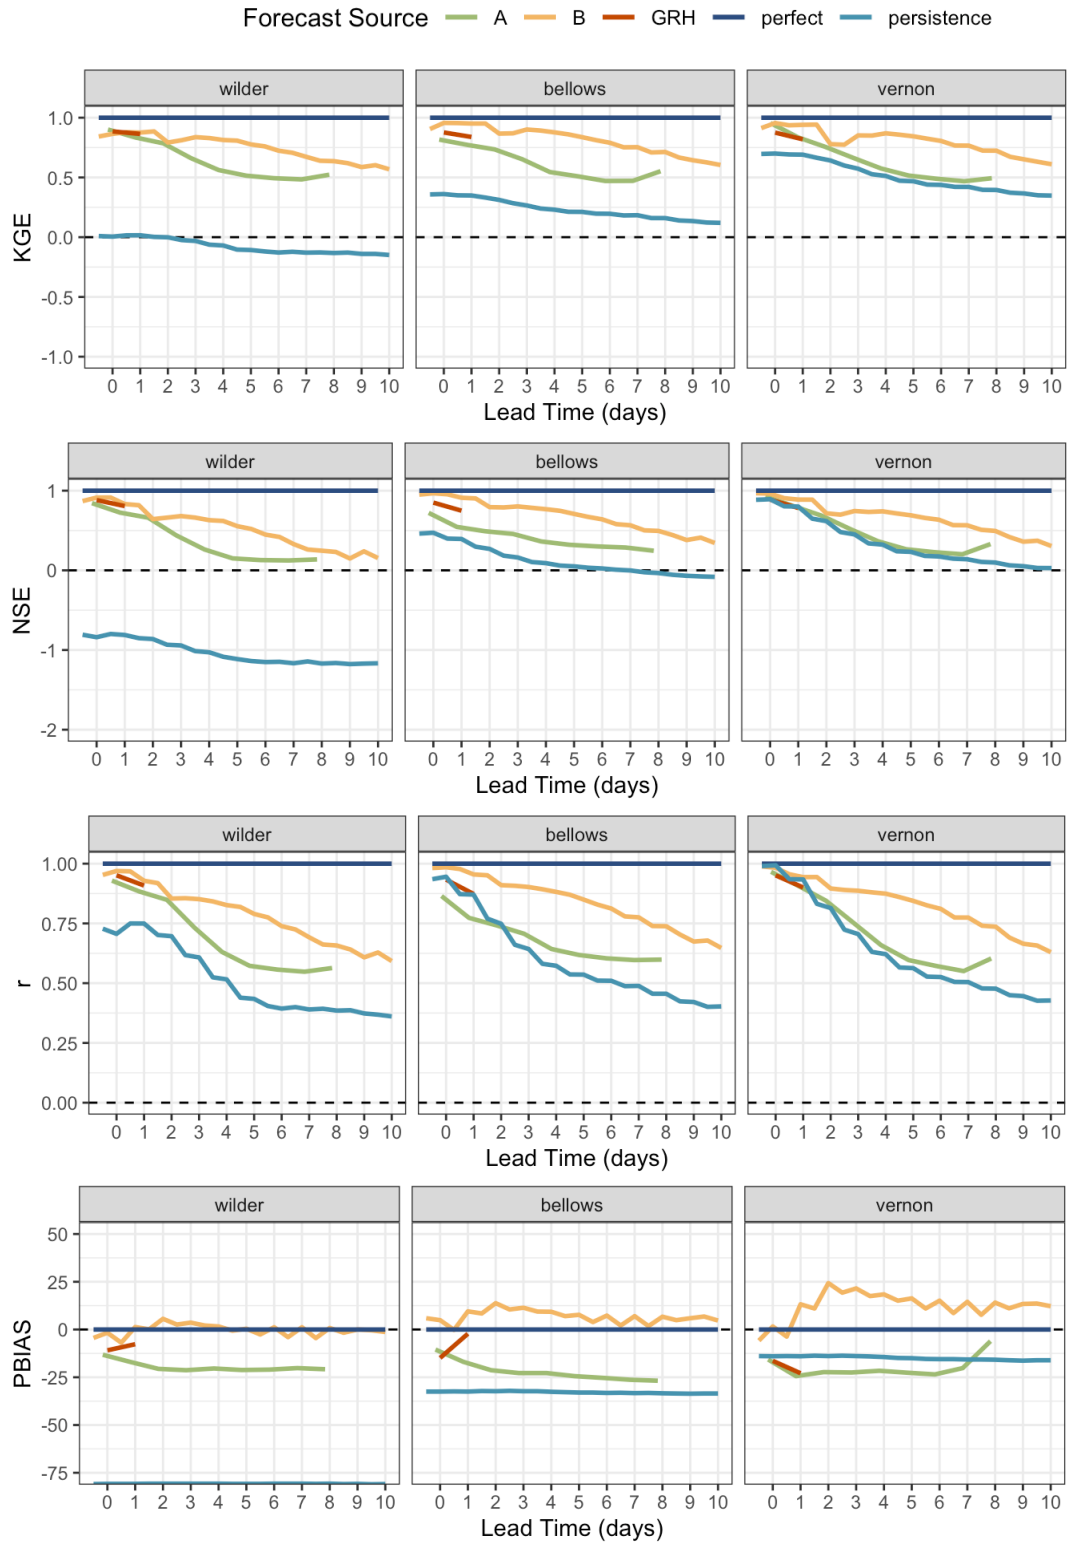 Forecast Source A B GRH perfect persistence
wilder bellows vernon
KGE
1.0
0.5
0.0
-0.5
-1.0
0 1 2 3 4 5 6 7 8 9 10 0 1 2 3 4 5 6 7 8 9 10 0 1 2 3 4 5 6 7 8 9 10
Lead Time (days)
wilder bellows vernon
NSE
1
0
-1
-2
0 1 2 3 4 5 6 7 8 9 10 0 1 2 3 4 5 6 7 8 9 10 0 1 2 3 4 5 6 7 8 9 10
Lead Time (days)
wilder bellows vernon
r
1.00
0.75
0.50
0.25
0.00
0 1 2 3 4 5 6 7 8 9 10 0 1 2 3 4 5 6 7 8 9 10 0 1 2 3 4 5 6 7 8 9 10
Lead Time (days)
wilder bellows vernon
PBIAS
50
25
0
-25
-50
-75
0 1 2 3 4 5 6 7 8 9 10 0 1 2 3 4 5 6 7 8 9 10 0 1 2 3 4 5 6 7 8 9 10
Lead Time (days)